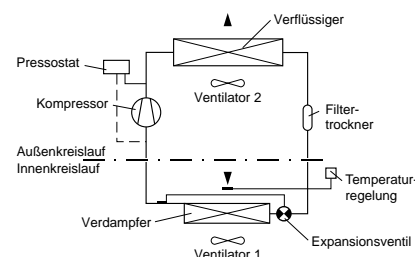 Verflüssiger
Pressostat
Kompressor
Ventilator 2
Filter-
trockner
Außenkreislauf
Innenkreislauf
Temperatur-
regelung
Verdampfer
Expansionsventil
Ventilator 1